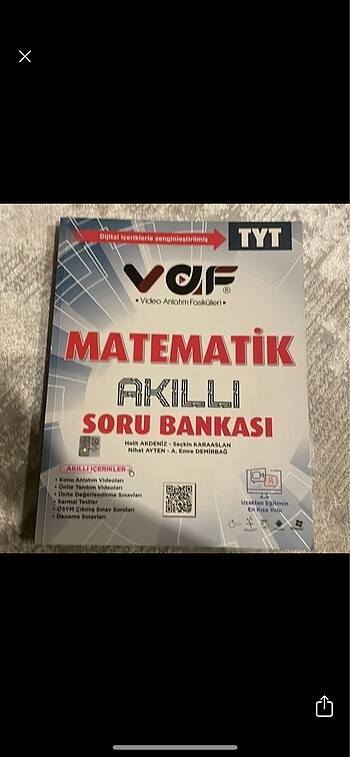 Dijital içeriklerle zenginleştirilmiş
TYT
VAF
• Video Anlatım Fasikülleri •
MATEMATİK
AKILLI
SORU BANKASI
Halit AKDENİZ - Seçkin KARAASLAN
Nihat AYTEN - A. Emre DEMİRBAĞ
AKILLI İÇERİKLER
• Konu Anlatım Videoları
• Ünite Tanıtım Videoları
• Ünite Değerlendirme Sınavları
• Sarmal Testler
• ÖSYM Çıkmış Sınav Soruları
• Deneme Sınavları
Uzaktan Eğitimin
En Kısa Yolu